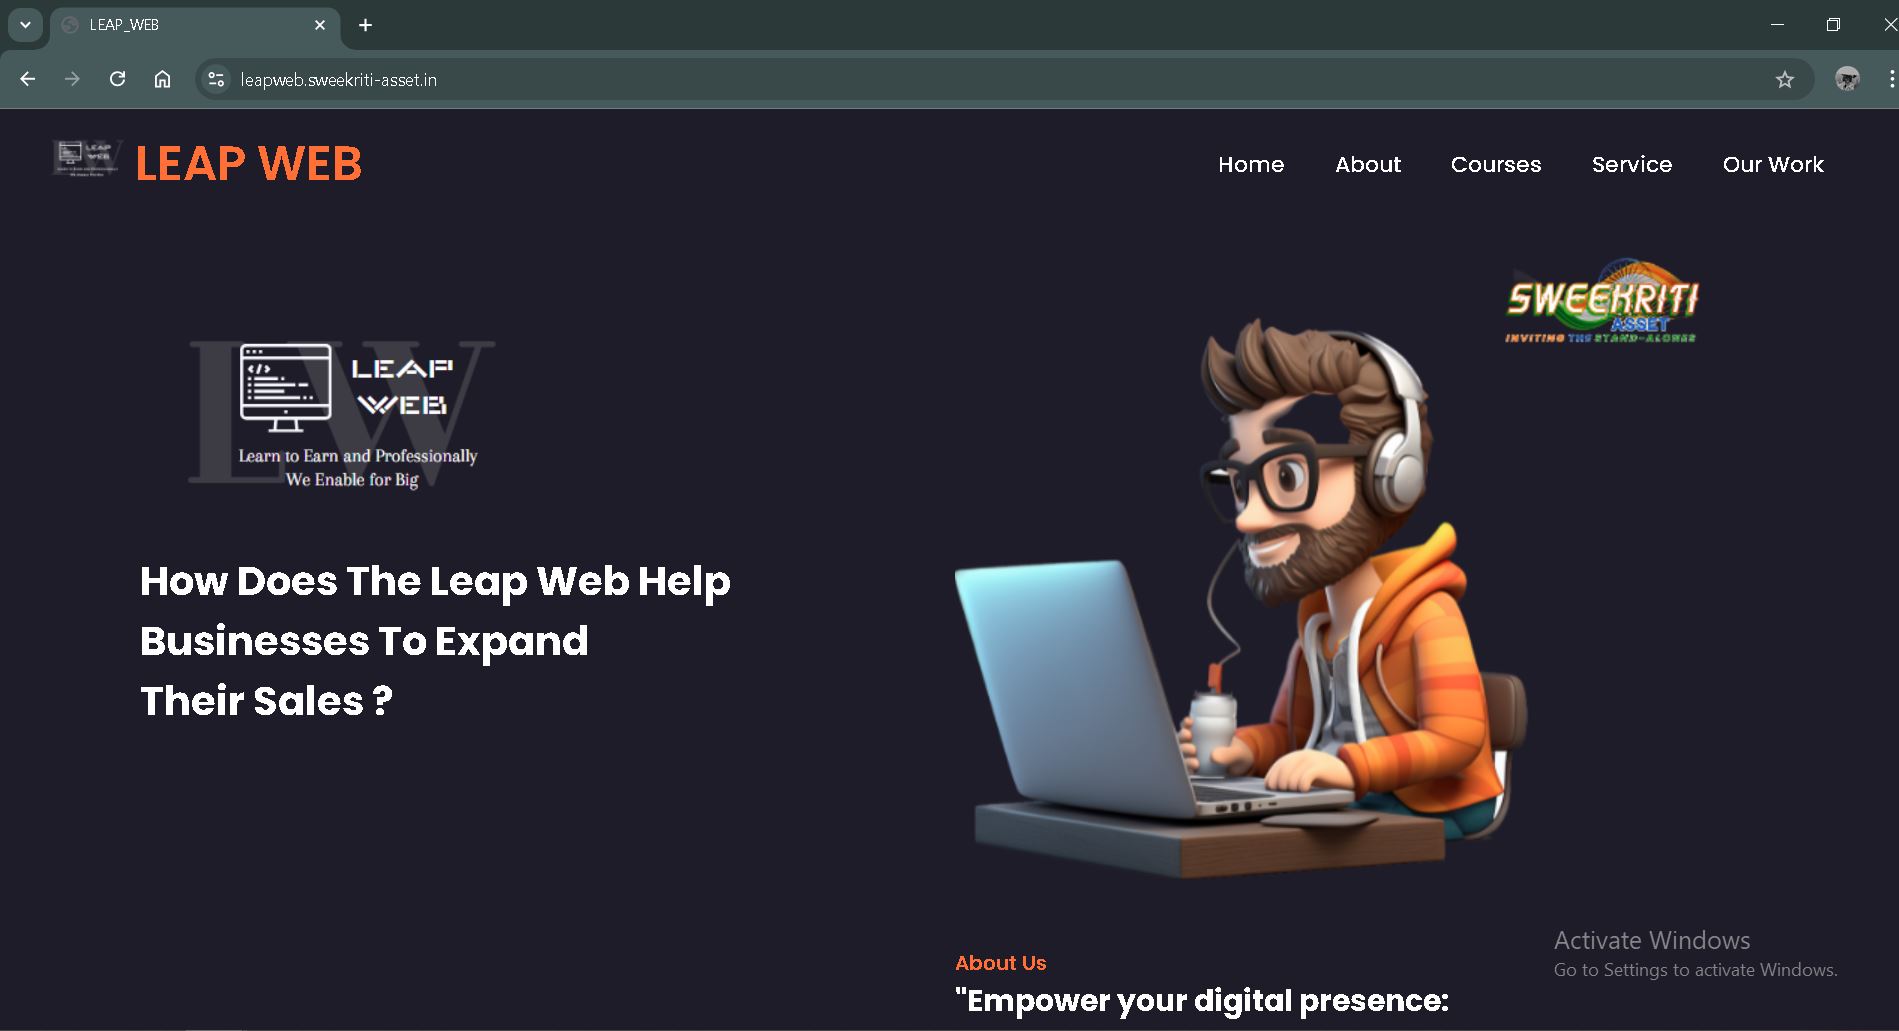 LEAP_WEB
leapweb.sweekriti-asset.in
LEAP WEB
LEAP WEB
Home About Courses Service Our Work
SWEEKRITI
ASSET
INVITING THE STAND-ALONES
</>
LEAP
WEB
Learn to Earn and Professionally
We Enable for Big
How Does The Leap Web Help
Businesses To Expand
Their Sales ?
About Us
"Empower your digital presence:
Activate Windows
Go to Settings to activate Windows.